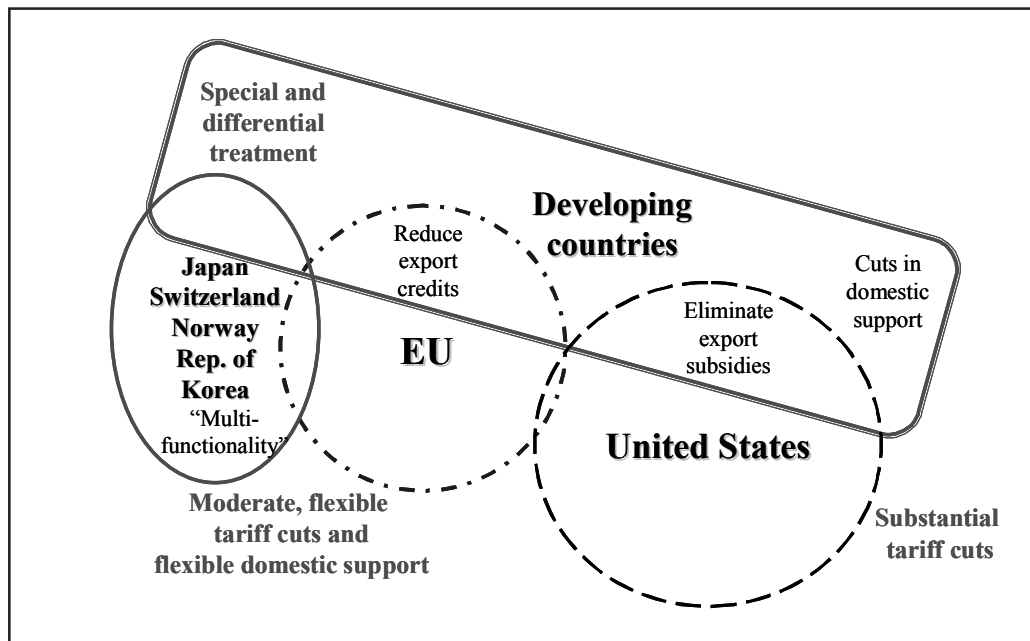 Special and
differential
treatment
Developing
countries
Reduce
export
credits
Cuts in
domestic
support
Japan
Switzerland
Norway
Rep. of
Korea
“Multi-
functionality”
EU
Eliminate
export
subsidies
United States
Moderate, flexible
tariff cuts and
flexible domestic support
Substantial
tariff cuts